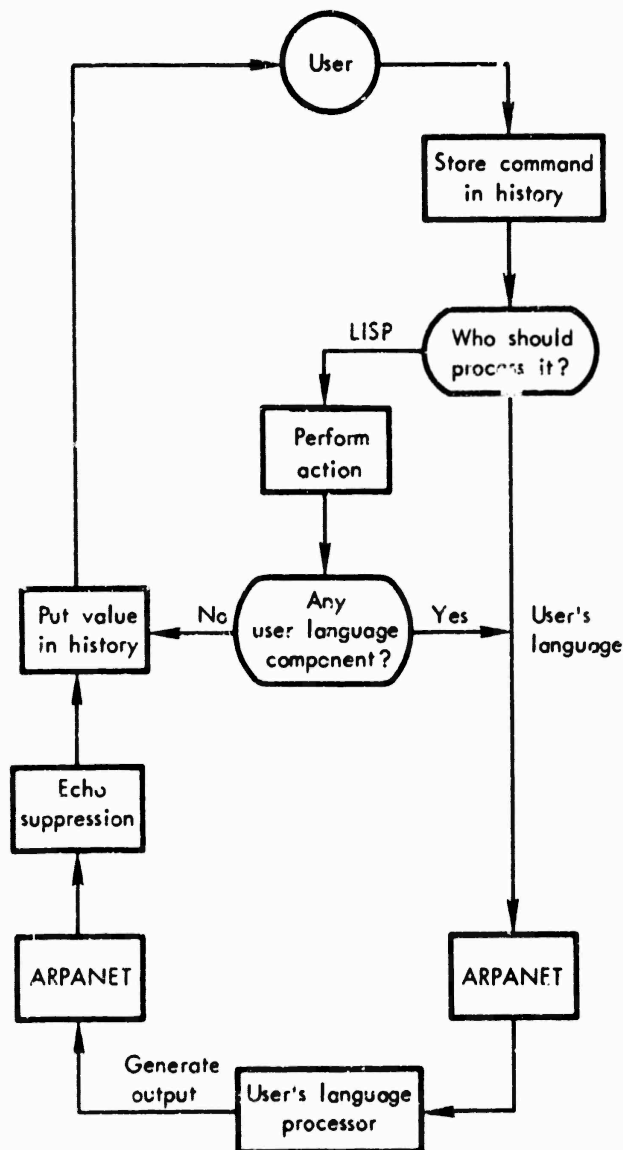 User
Store command
in history
Who should
process it?
LISP
Perform
action
Any
user language
component?
No
Yes
User's
language
Put value
in history
Echo
suppression
ARPANET
ARPANET
Generate
output
User's language
processor